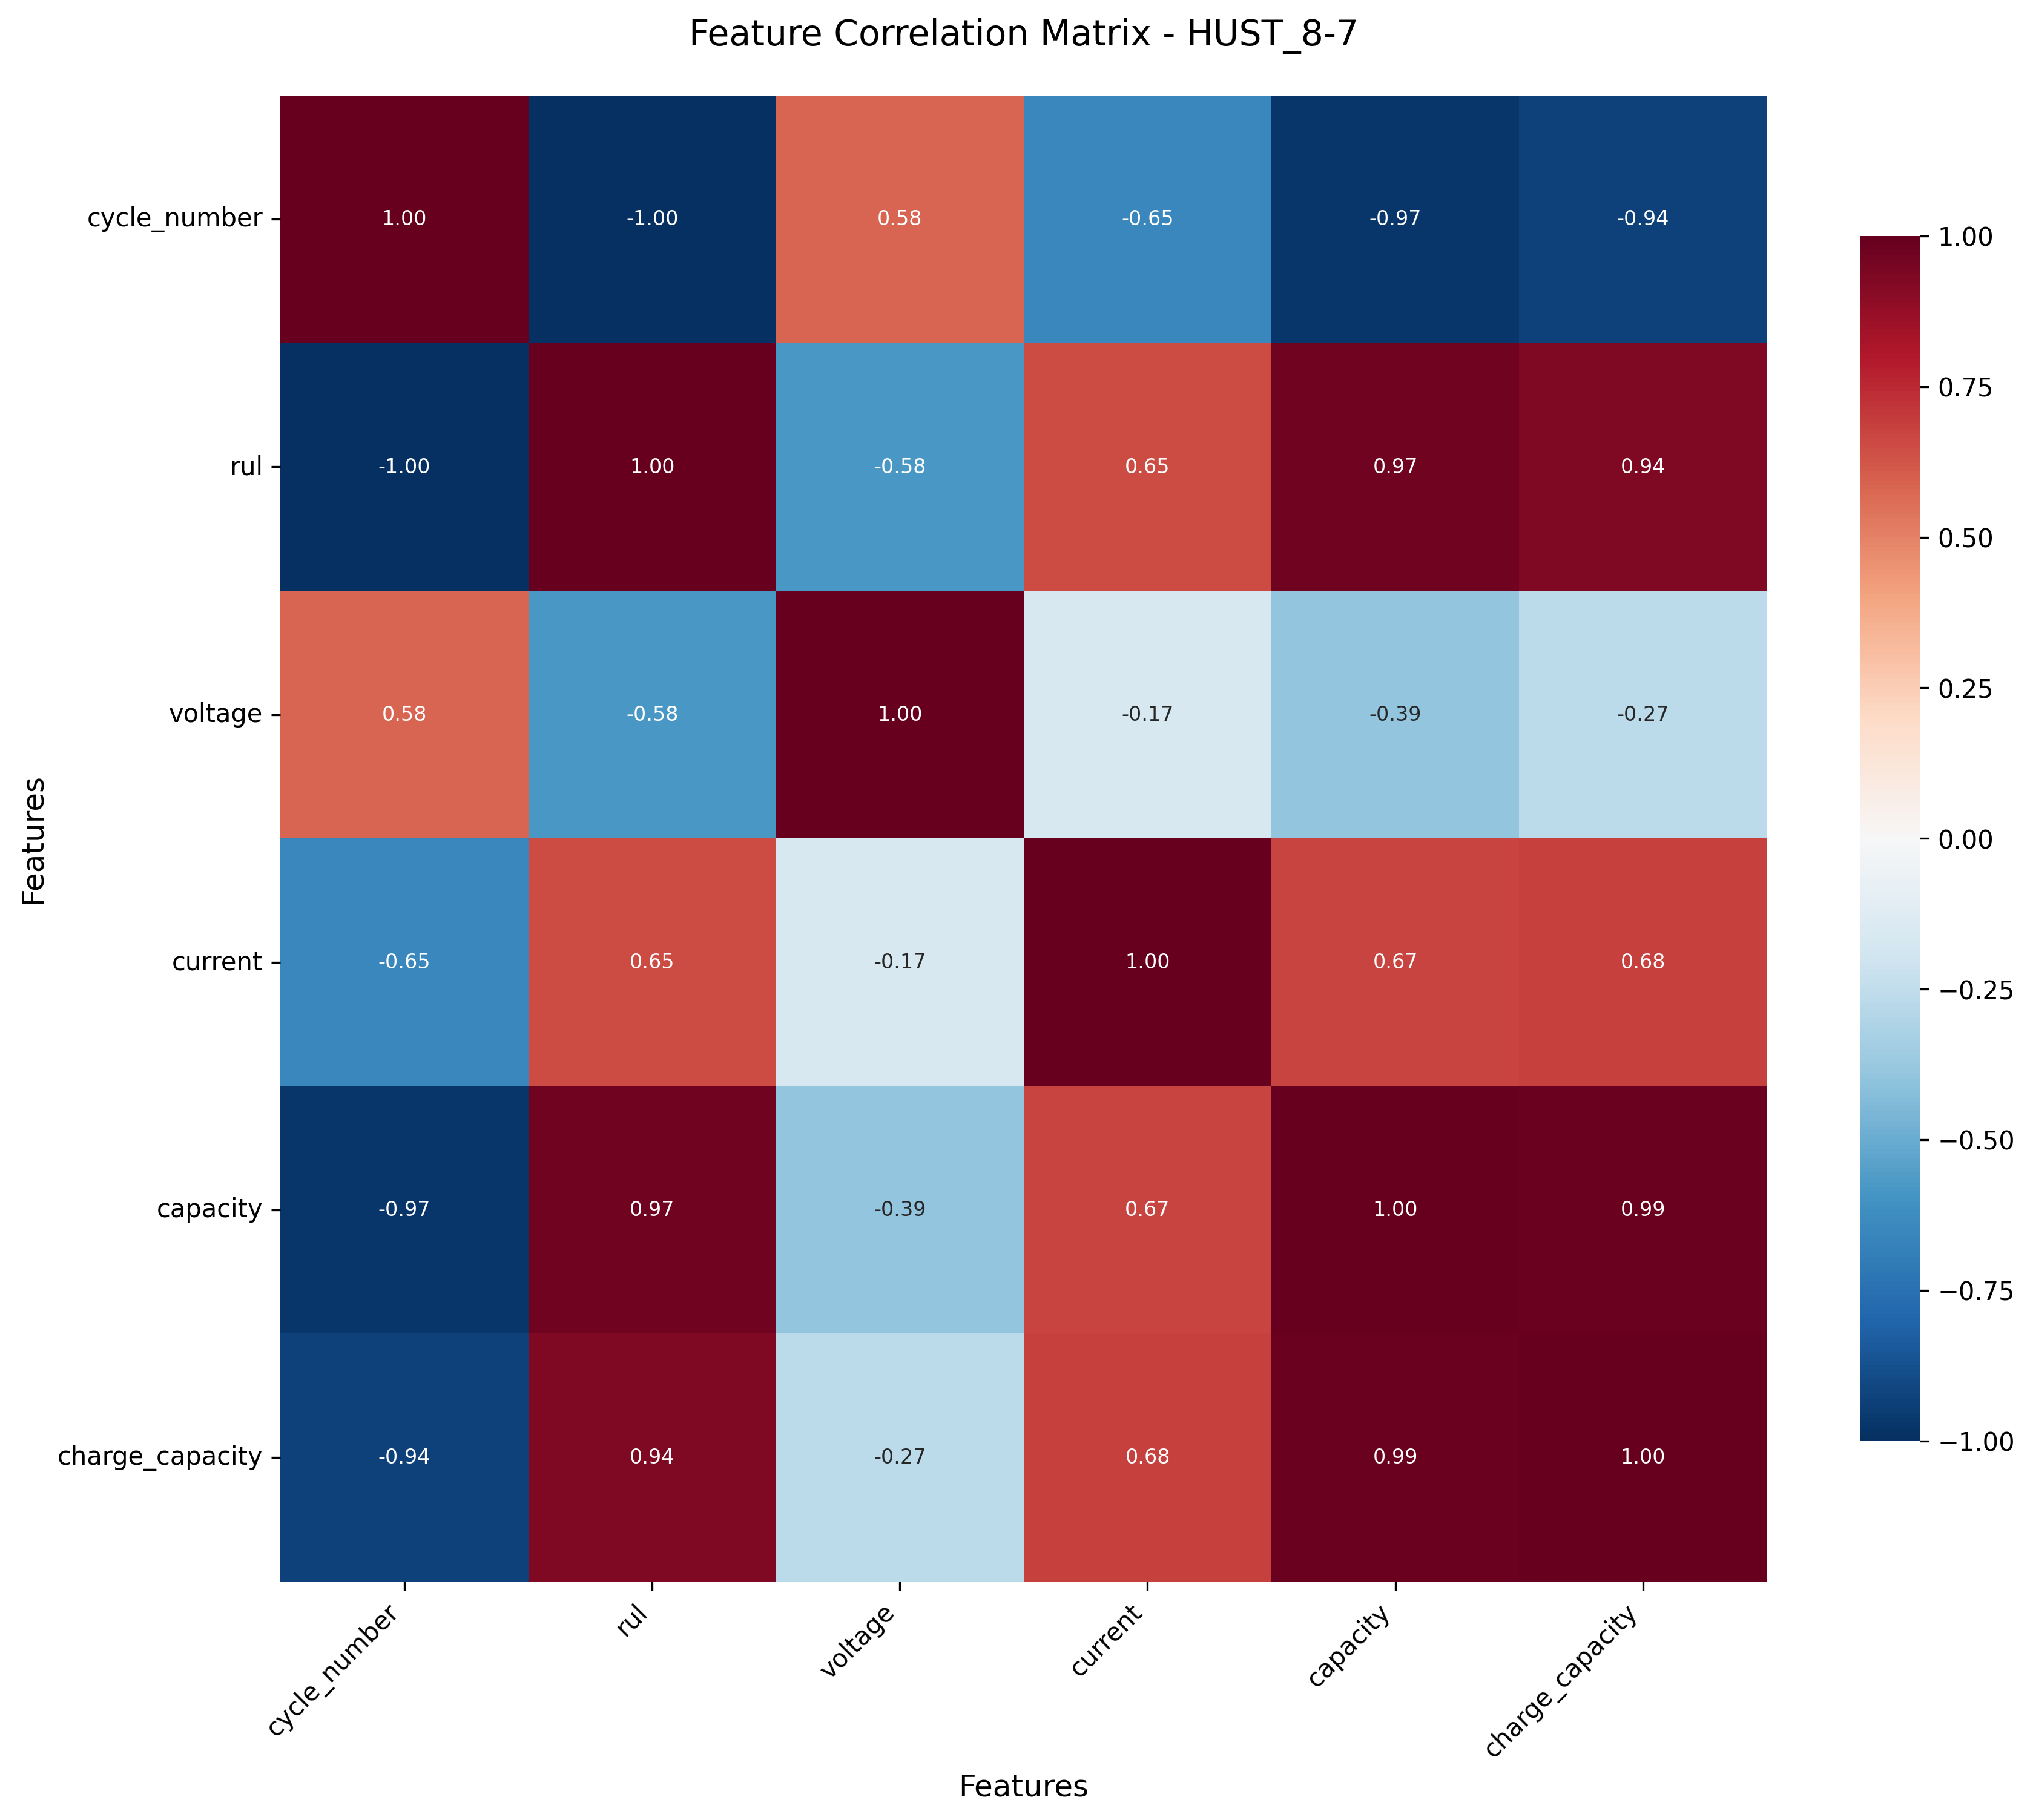 Feature Correlation Matrix - HUST_8-7
cycle_number 1.00 -1.00 0.58 -0.65 -0.97 -0.94
rul -1.00 1.00 -0.58 0.65 0.97 0.94
voltage 0.58 -0.58 1.00 -0.17 -0.39 -0.27
current -0.65 0.65 -0.17 1.00 0.67 0.68
capacity -0.97 0.97 -0.39 0.67 1.00 0.99
charge_capacity -0.94 0.94 -0.27 0.68 0.99 1.00
Features
cycle_number rul voltage current capacity charge_capacity
Features
1.00
0.75
0.50
0.25
0.00
−0.25
−0.50
−0.75
−1.00